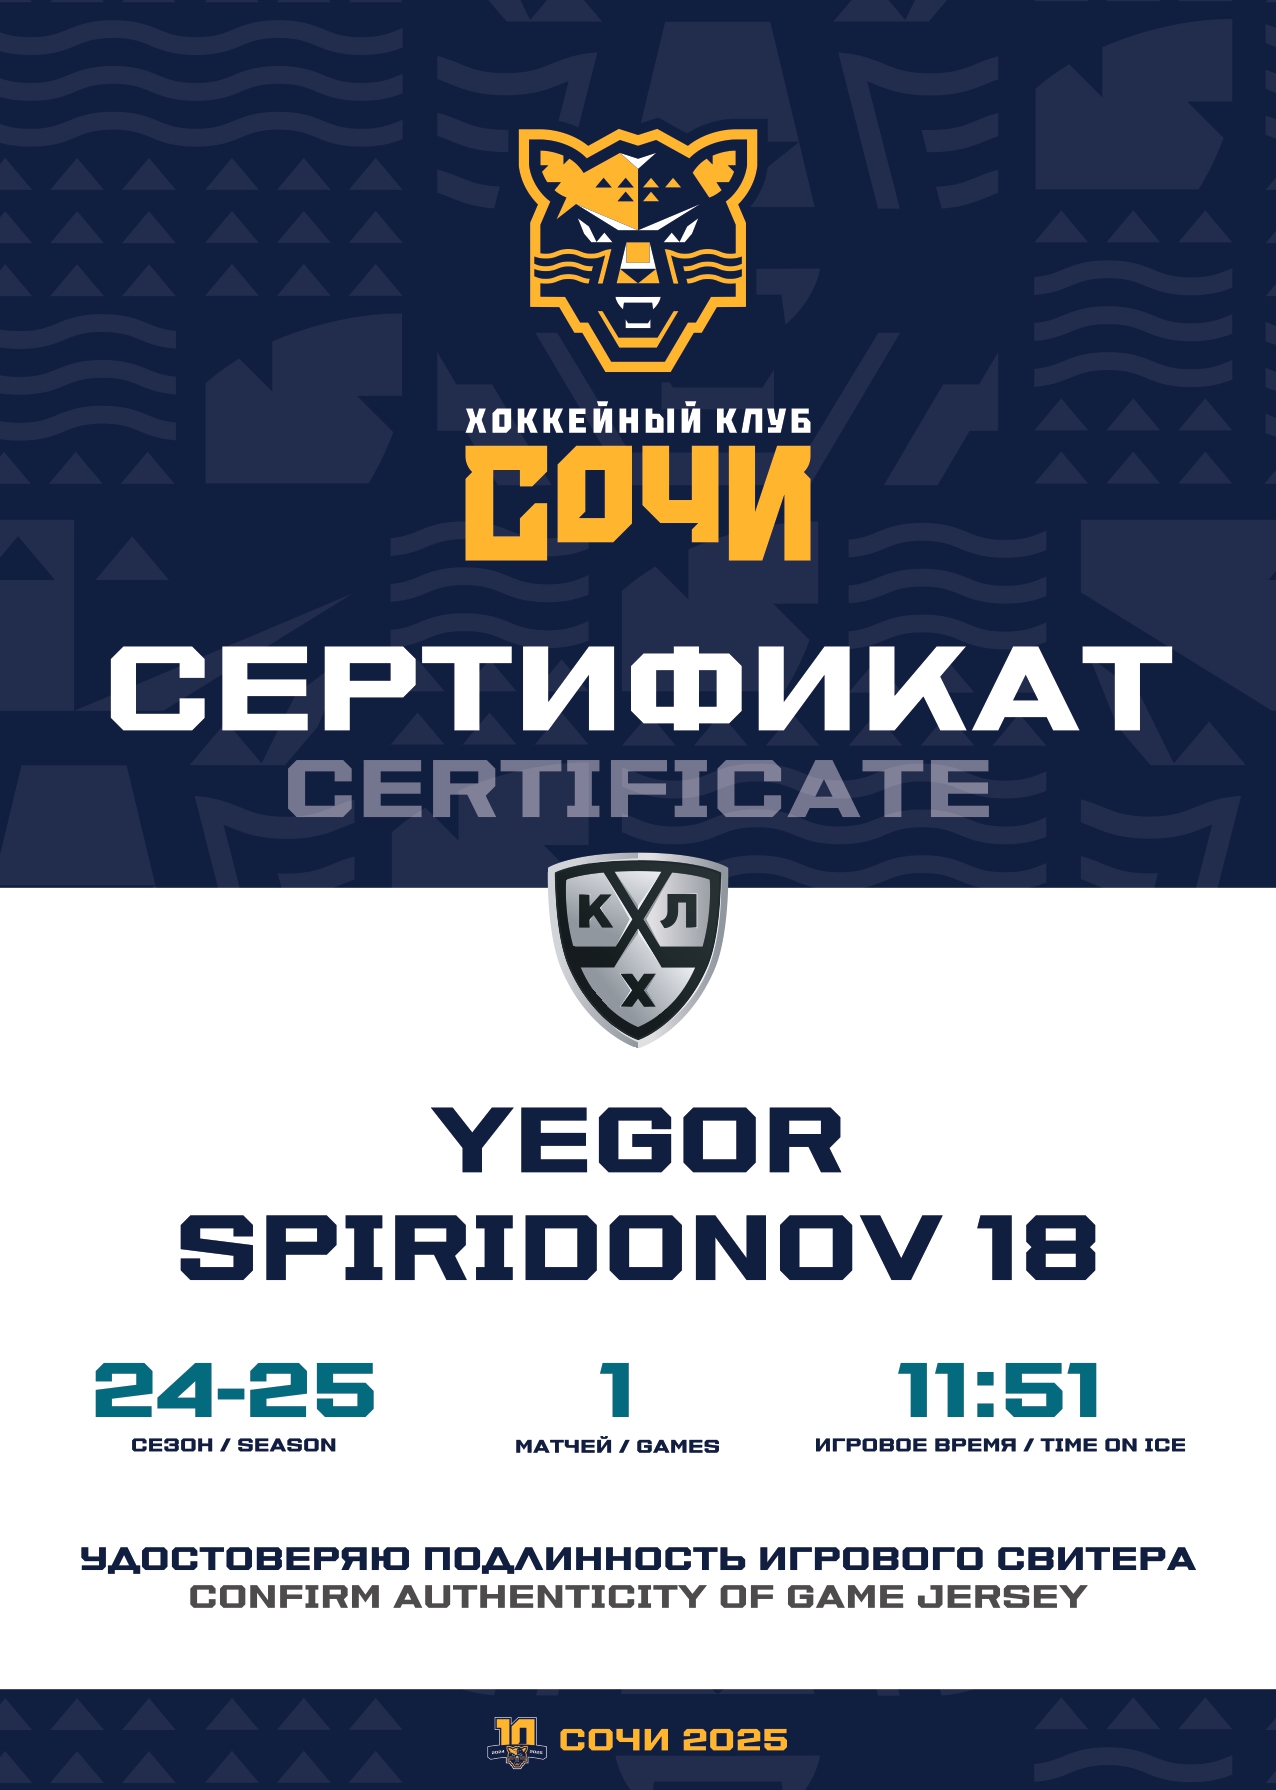 ХОККЕЙНЫЙ КЛУБ
СОЧИ
СЕРТИФИКАТ
CERTIFICATE
К Л
Х
YEGOR
SPIRIDONOV 18
24-25
СЕЗОН / SEASON
1
МАТЧЕЙ / GAMES
11:51
ИГРОВОЕ ВРЕМЯ / TIME ON ICE
УДОСТОВЕРЯЮ ПОДЛИННОСТЬ ИГРОВОГО СВИТЕРА
CONFIRM AUTHENTICITY OF GAME JERSEY
10
СОЧИ 2025